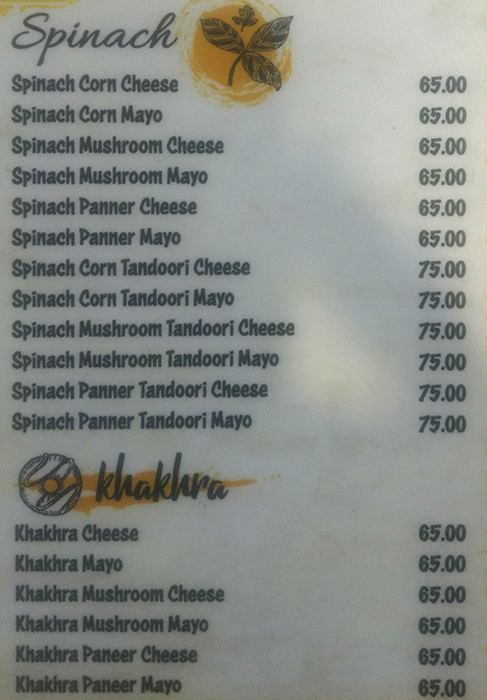 Spinach
Spinach Corn Cheese 65.00
Spinach Corn Mayo 65.00
Spinach Mushroom Cheese 65.00
Spinach Mushroom Mayo 65.00
Spinach Panner Cheese 65.00
Spinach Panner Mayo 65.00
Spinach Corn Tandoori Cheese 75.00
Spinach Corn Tandoori Mayo 75.00
Spinach Mushroom Tandoori Cheese 75.00
Spinach Mushroom Tandoori Mayo 75.00
Spinach Panner Tandoori Cheese 75.00
Spinach Panner Tandoori Mayo 75.00
khakhra
Khakhra Cheese 65.00
Khakhra Mayo 65.00
Khakhra Mushroom Cheese 65.00
Khakhra Mushroom Mayo 65.00
Khakhra Paneer Cheese 65.00
Khakhra Paneer Mayo 65.00